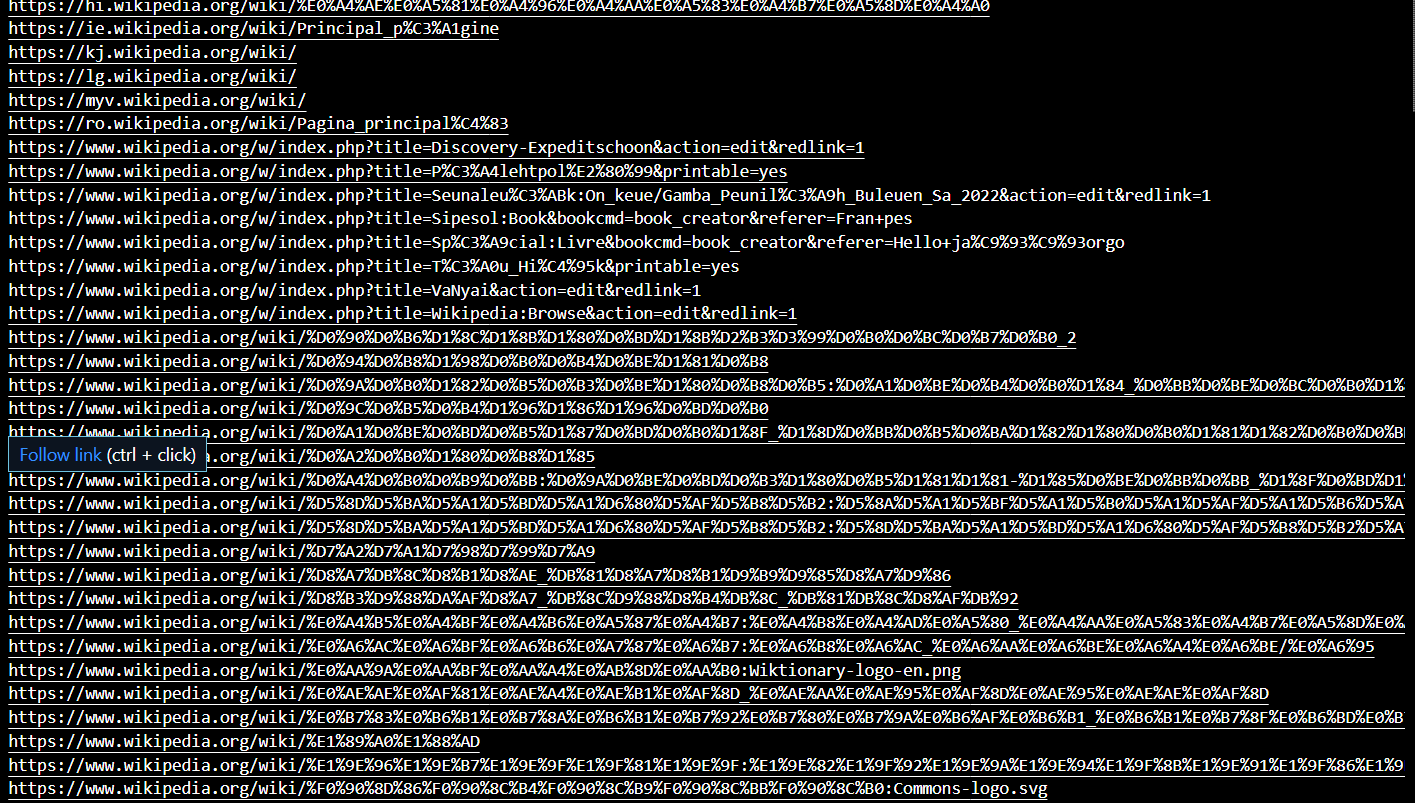 https://hi.wikipedia.org/wiki/%E0%A4%AE%E0%A5%81%E0%A4%96%E0%A4%AA%E0%A5%83%E0%A4%B7%E0%A5%8D%E0%A4%A0
https://ie.wikipedia.org/wiki/Principal_p%C3%A1gine
https://kj.wikipedia.org/wiki/
https://lg.wikipedia.org/wiki/
https://myv.wikipedia.org/wiki/
https://ro.wikipedia.org/wiki/Pagina_principal%C4%83
https://www.wikipedia.org/w/index.php?title=Discovery-Expeditschoon&action=edit&redlink=1
https://www.wikipedia.org/w/index.php?title=P%C3%A4lehtpol%E2%80%99&printable=yes
https://www.wikipedia.org/w/index.php?title=Seunaleu%C3%ABk:On_keue/Gamba_Peunil%C3%A9h_Buleuen_Sa_2022&action=edit&redlink=1
https://www.wikipedia.org/w/index.php?title=Sipesol:Book&bookcmd=book_creator&referer=Fran+pes
https://www.wikipedia.org/w/index.php?title=Sp%C3%A9cial:Livre&bookcmd=book_creator&referer=Hello+ja%C9%93%C9%93orgo
https://www.wikipedia.org/w/index.php?title=T%C3%A0u_Hi%C4%95k&printable=yes
https://www.wikipedia.org/w/index.php?title=VaNyai&action=edit&redlink=1
https://www.wikipedia.org/w/index.php?title=Wikipedia:Browse&action=edit&redlink=1
https://www.wikipedia.org/wiki/%D0%90%D0%B6%D1%8C%D1%8B%D1%80%D0%BD%D1%8B%D2%B3%D3%99%D0%B0%D0%BC%D0%B7%D0%B0_2
https://www.wikipedia.org/wiki/%D0%94%D0%B8%D1%98%D0%B0%D0%B4%D0%BE%D1%81%D0%B8
https://www.wikipedia.org/wiki/%D0%9A%D0%B0%D1%82%D0%B5%D0%B3%D0%BE%D1%80%D0%B8%D0%B5:%D0%A1%D0%BE%D0%B4%D0%B0%D1%84_%D0%BB%D0%BE%D0%BC%D0%B0%D1%8
https://www.wikipedia.org/wiki/%D0%9C%D0%B5%D0%B4%D1%96%D1%86%D1%96%D0%BD%D0%B0
https://www.wikipedia.org/wiki/%D0%A1%D0%BE%D0%BD%D0%B5%D1%87%D0%BD%D0%B0%D1%8F_%D1%8D%D0%BB%D0%B5%D0%BA%D1%82%D1%80%D0%B0%D1%81%D1%82%D0%B0%D0%B
Follow link (ctrl + click)
.org/wiki/%D0%A2%D0%B0%D1%80%D0%B8%D1%85
https://www.wikipedia.org/wiki/%D0%A4%D0%B0%D0%B9%D0%BB:%D0%9A%D0%BE%D0%BD%D0%B3%D1%80%D0%B5%D1%81%D1%81-%D1%85%D0%BE%D0%BB%D0%BB_%D1%8F%D0%BD%D1%
https://www.wikipedia.org/wiki/%D5%8D%D5%BA%D5%A1%D5%BD%D5%A1%D6%80%D5%AF%D5%B8%D5%B2:%D5%8A%D5%A1%D5%BF%D5%A1%D5%B0%D5%A1%D5%AF%D5%A1%D5%B6%D5%A
https://www.wikipedia.org/wiki/%D5%8D%D5%BA%D5%A1%D5%BD%D5%A1%D6%80%D5%AF%D5%B8%D5%B2:%D5%8D%D5%BA%D5%A1%D5%BD%D5%A1%D6%80%D5%AF%D5%B8%D5%B2%D5%A
https://www.wikipedia.org/wiki/%D7%A2%D7%A1%D7%98%D7%99%D7%A9
https://www.wikipedia.org/wiki/%D8%A7%DB%8C%D8%B1%D8%AE_%DB%81%D8%A7%D8%B1%D9%B9%D9%85%D8%A7%D9%86
https://www.wikipedia.org/wiki/%D8%B3%D9%88%DA%AF%D8%A7_%DB%8C%D9%88%D8%B4%DB%8C_%DB%81%DB%8C%D8%AF%DB%92
https://www.wikipedia.org/wiki/%E0%A4%B5%E0%A4%BF%E0%A4%B6%E0%A5%87%E0%A4%B7:%E0%A4%B8%E0%A4%AD%E0%A5%80_%E0%A4%AA%E0%A5%83%E0%A4%B7%E0%A5%8D%E0%
https://www.wikipedia.org/wiki/%E0%A6%AC%E0%A6%BF%E0%A6%B6%E0%A7%87%E0%A6%B7:%E0%A6%B8%E0%A6%AC_%E0%A6%AA%E0%A6%BE%E0%A6%A4%E0%A6%BE/%E0%A6%95
https://www.wikipedia.org/wiki/%E0%AA%9A%E0%AA%BF%E0%AA%A4%E0%AB%8D%E0%AA%B0:Wiktionary-logo-en.png
https://www.wikipedia.org/wiki/%E0%AE%AE%E0%AF%81%E0%AE%A4%E0%AE%B1%E0%AF%8D_%E0%AE%AA%E0%AE%95%E0%AF%8D%E0%AE%95%E0%AE%AE%E0%AF%8D
https://www.wikipedia.org/wiki/%E0%B7%83%E0%B6%B1%E0%B7%8A%E0%B6%B1%E0%B7%92%E0%B7%80%E0%B7%9A%E0%B6%AF%E0%B6%B1_%E0%B6%B1%E0%B7%8F%E0%B6%BD%E0%B
https://www.wikipedia.org/wiki/%E1%89%A0%E1%88%AD
https://www.wikipedia.org/wiki/%E1%9E%96%E1%9E%B7%E1%9E%9F%E1%9F%81%E1%9E%9F:%E1%9E%82%E1%9F%92%E1%9E%9A%E1%9E%94%E1%9F%8B%E1%9E%91%E1%9F%86%E1%9
https://www.wikipedia.org/wiki/%F0%90%8D%86%F0%90%8C%B4%F0%90%8C%B9%F0%90%8C%BB%F0%90%8C%B0:Commons-logo.svg